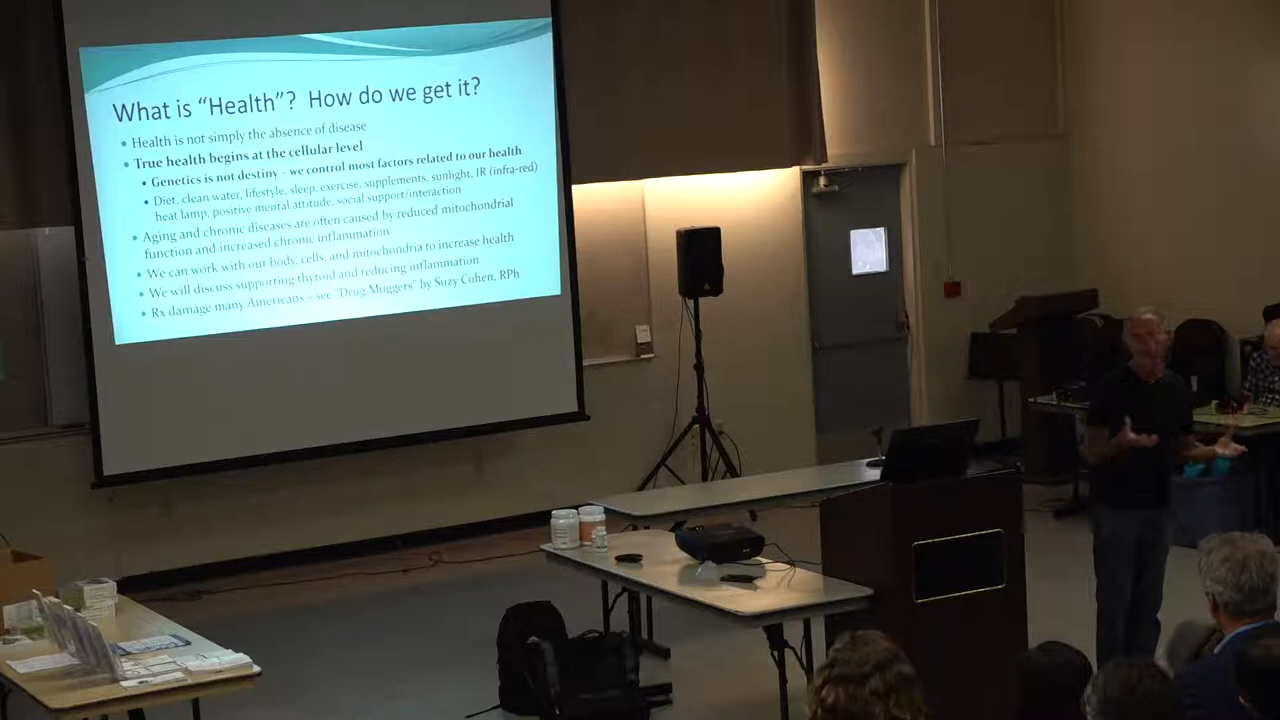 What is “Health”? How do we get it?
• Health is not simply the absence of disease
• True health begins at the cellular level
• Genetics is not destiny – we control most factors related to our health
• Diet, clean water, lifestyle, sleep, exercise, supplements, sunlight, IR (infra-red)
heat lamp, positive mental attitude, social support/interaction
• Aging and chronic diseases are often caused by reduced mitochondrial
function and increased chronic inflammation
• We can work with our body, cells, and mitochondria to increase health
• We will discuss supporting thyroid and reducing inflammation
• Rx damage many Americans – see “Drug Muggers” by Suzy Cohen, RPh